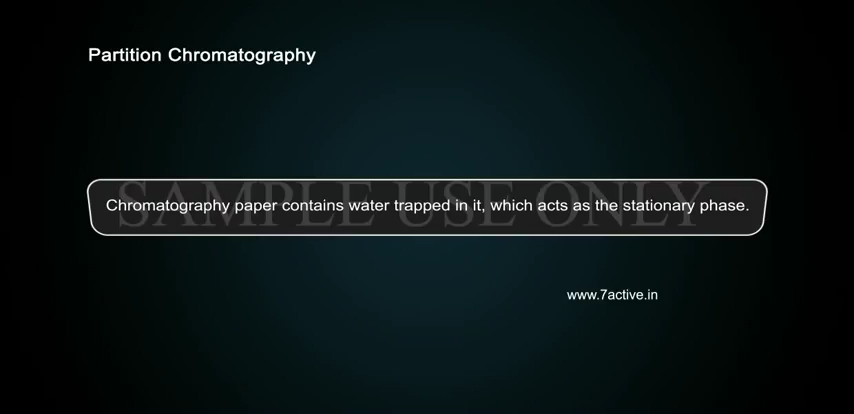 Partition Chromatography
SAMPLE USE ONLY
Chromatography paper contains water trapped in it, which acts as the stationary phase.
www.7active.in